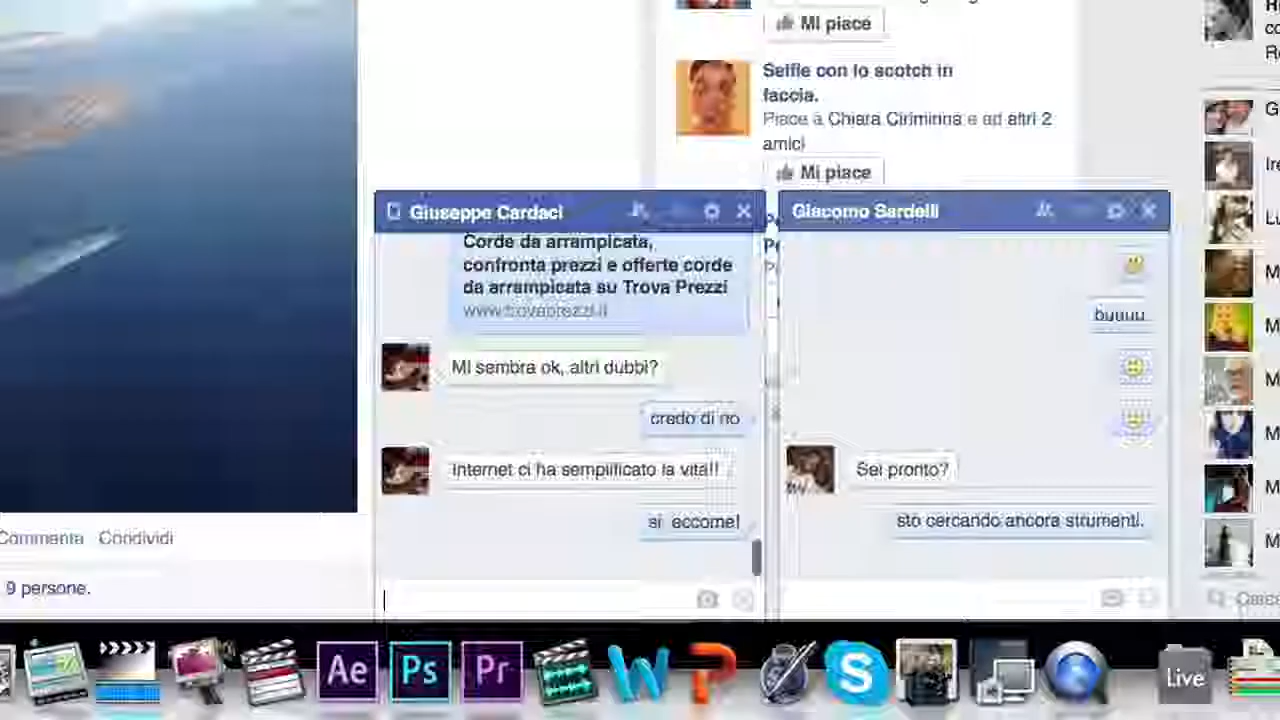 Mi piace
Selfie con lo scotch in
faccia.
Piace a Chiara Cirimirina e ad altri 2
amici
Mi piace
Giuseppe Cardaci
Corde da arrampicata,
confronta prezzi e offerte corde
da arrampicata su Trova Prezzi
www.trovaprezzi.it
Mi sembra ok, altri dubbi?
credo di no
Internet ci ha semplificato la vita!!
si eccome!
Giacomo Sardelli
buuuu
Sei pronto?
sto cercando ancora strumenti.
Commenta Condividi
9 persone.
Ae Ps Pr W P S Live